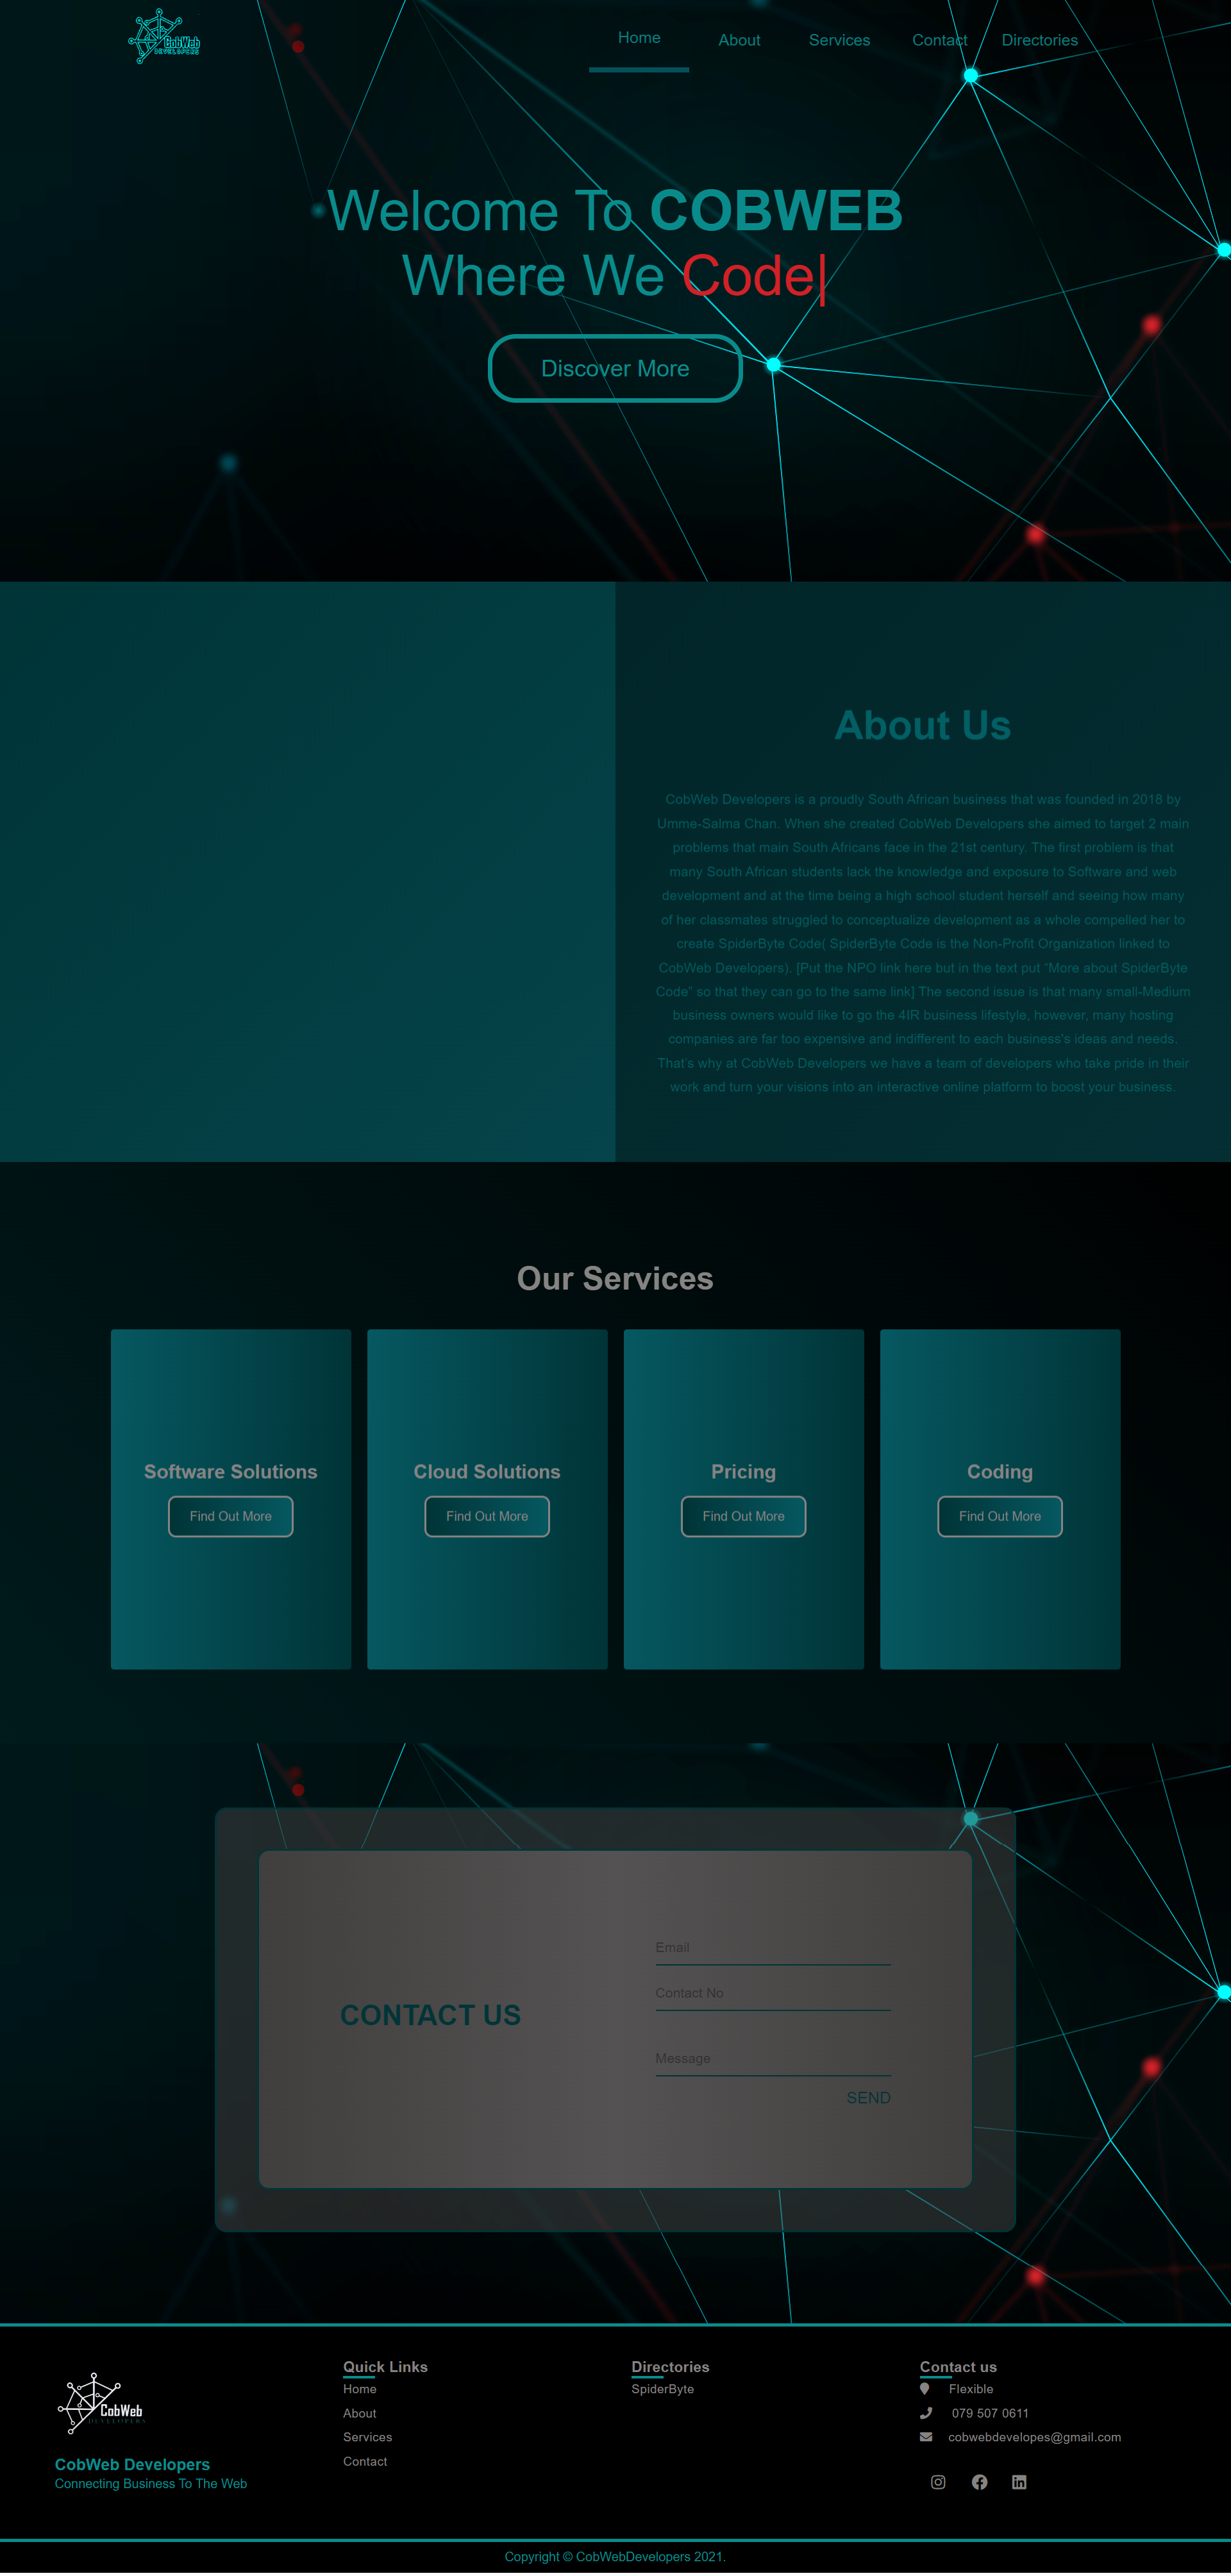 CobWeb
DEVELOPERS
Home
About
Services
Contact
Directories
Welcome To COBWEB
Where We Code|
Discover More
About Us
CobWeb Developers is a proudly South African business that was founded in 2018 by
Umme-Salma Chan. When she created CobWeb Developers she aimed to target 2 main
problems that main South Africans face in the 21st century. The first problem is that
many South African students lack the knowledge and exposure to Software and web
development and at the time being a high school student herself and seeing how many
of her classmates struggled to conceptualize development as a whole compelled her to
create SpiderByte Code( SpiderByte Code is the Non-Profit Organization linked to
CobWeb Developers). [Put the NPO link here but in the text put “More about SpiderByte
Code” so that they can go to the same link] The second issue is that many small-Medium
business owners would like to go the 4IR business lifestyle, however, many hosting
companies are far too expensive and indifferent to each business's ideas and needs.
That’s why at CobWeb Developers we have a team of developers who take pride in their
work and turn your visions into an interactive online platform to boost your business.
Our Services
Software Solutions
Find Out More
Cloud Solutions
Find Out More
Pricing
Find Out More
Coding
Find Out More
CONTACT US
Email
Contact No
Message
SEND
CobWeb
DEVELOPERS
CobWeb Developers
Connecting Business To The Web
Quick Links
Home
About
Services
Contact
Directories
SpiderByte
Contact us
Flexible
079 507 0611
cobwebdevelopes@gmail.com
Copyright © CobWebDevelopers 2021.